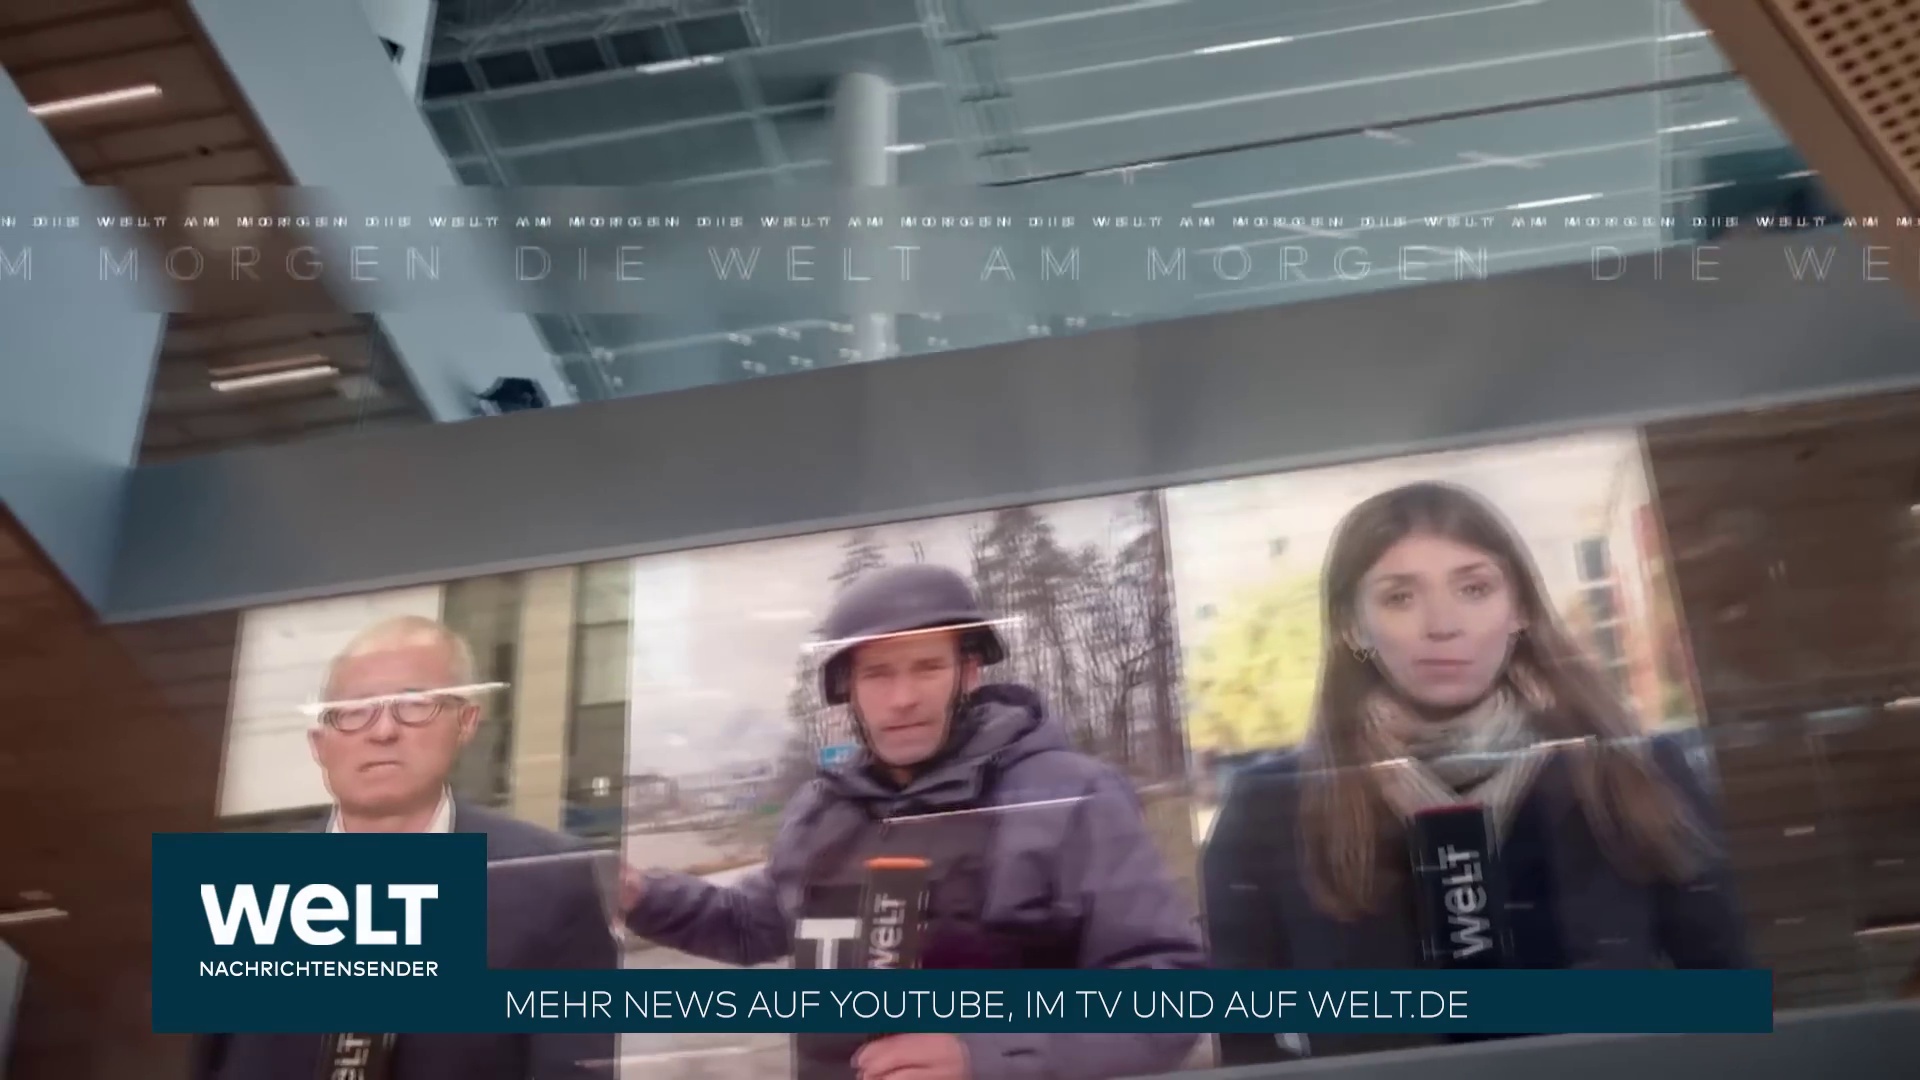 DIE WELT AM MORGEN DIE WELT AM MORGEN DIE WELT AM MORGEN DIE WELT AM MORGEN DIE WELT AM
AM MORGEN DIE WELT AM MORGEN DIE WE
WELT
WELT
WELT
NACHRICHTENSENDER
MEHR NEWS AUF YOUTUBE, IM TV UND AUF WELT.DE